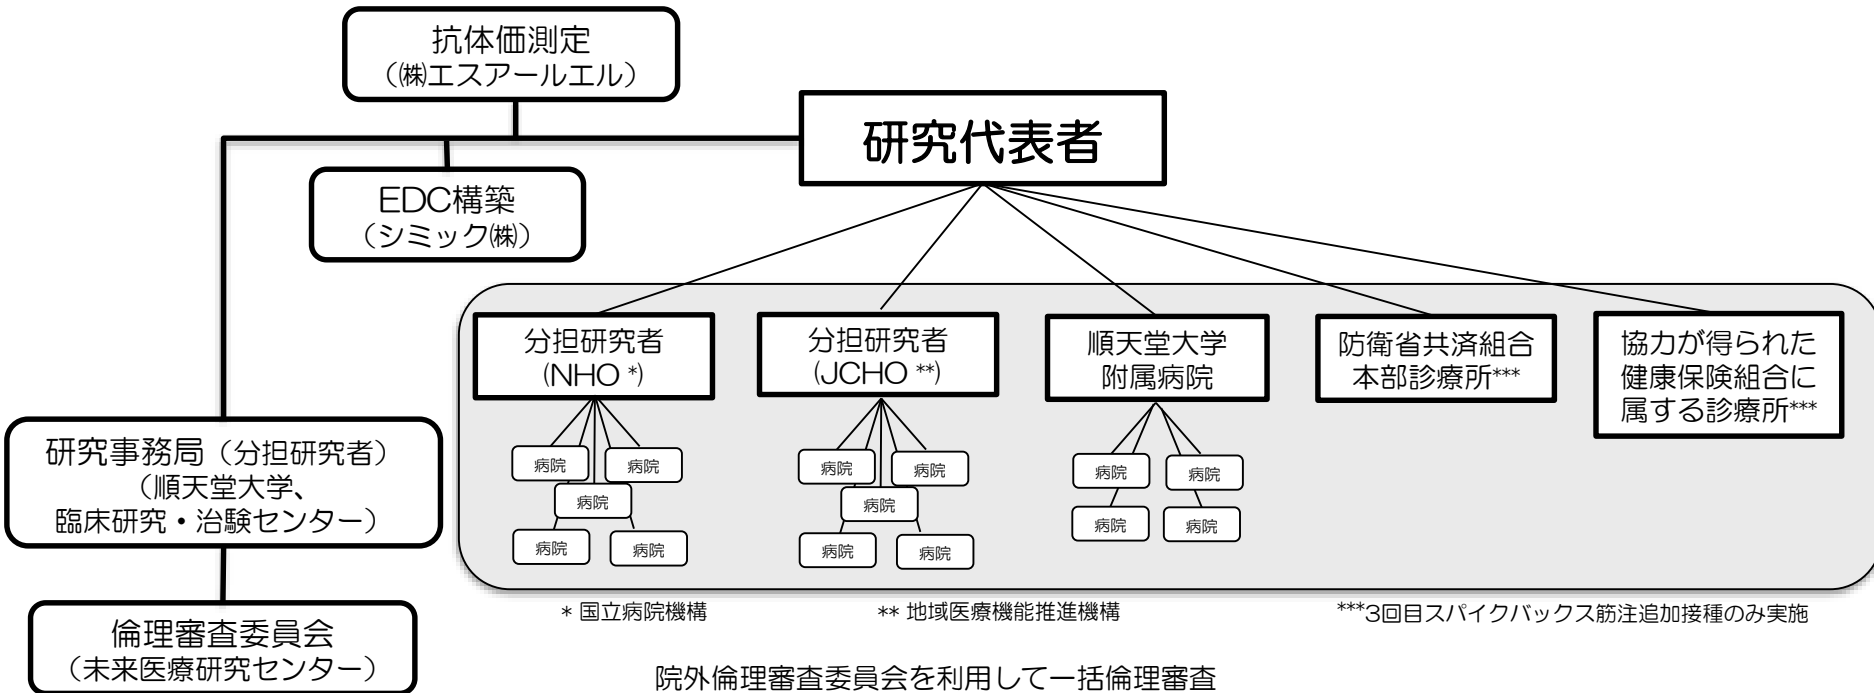 抗体価測定
（㈱エスアールエル）
研究代表者
EDC構築
（シミック㈱）
分担研究者
(NHO *)
病院
病院
病院
病院
病院
分担研究者
(JCHO **)
病院
病院
病院
病院
病院
順天堂大学
附属病院
病院
病院
病院
病院
防衛省共済組合
本部診療所***
協力が得られた
健康保険組合に
属する診療所***
研究事務局（分担研究者）
（順天堂大学、
臨床研究・治験センター）
倫理審査委員会
（未来医療研究センター）
* 国立病院機構
** 地域医療機能推進機構
***3回目スパイクバックス筋注追加接種のみ実施
院外倫理審査委員会を利用して一括倫理審査